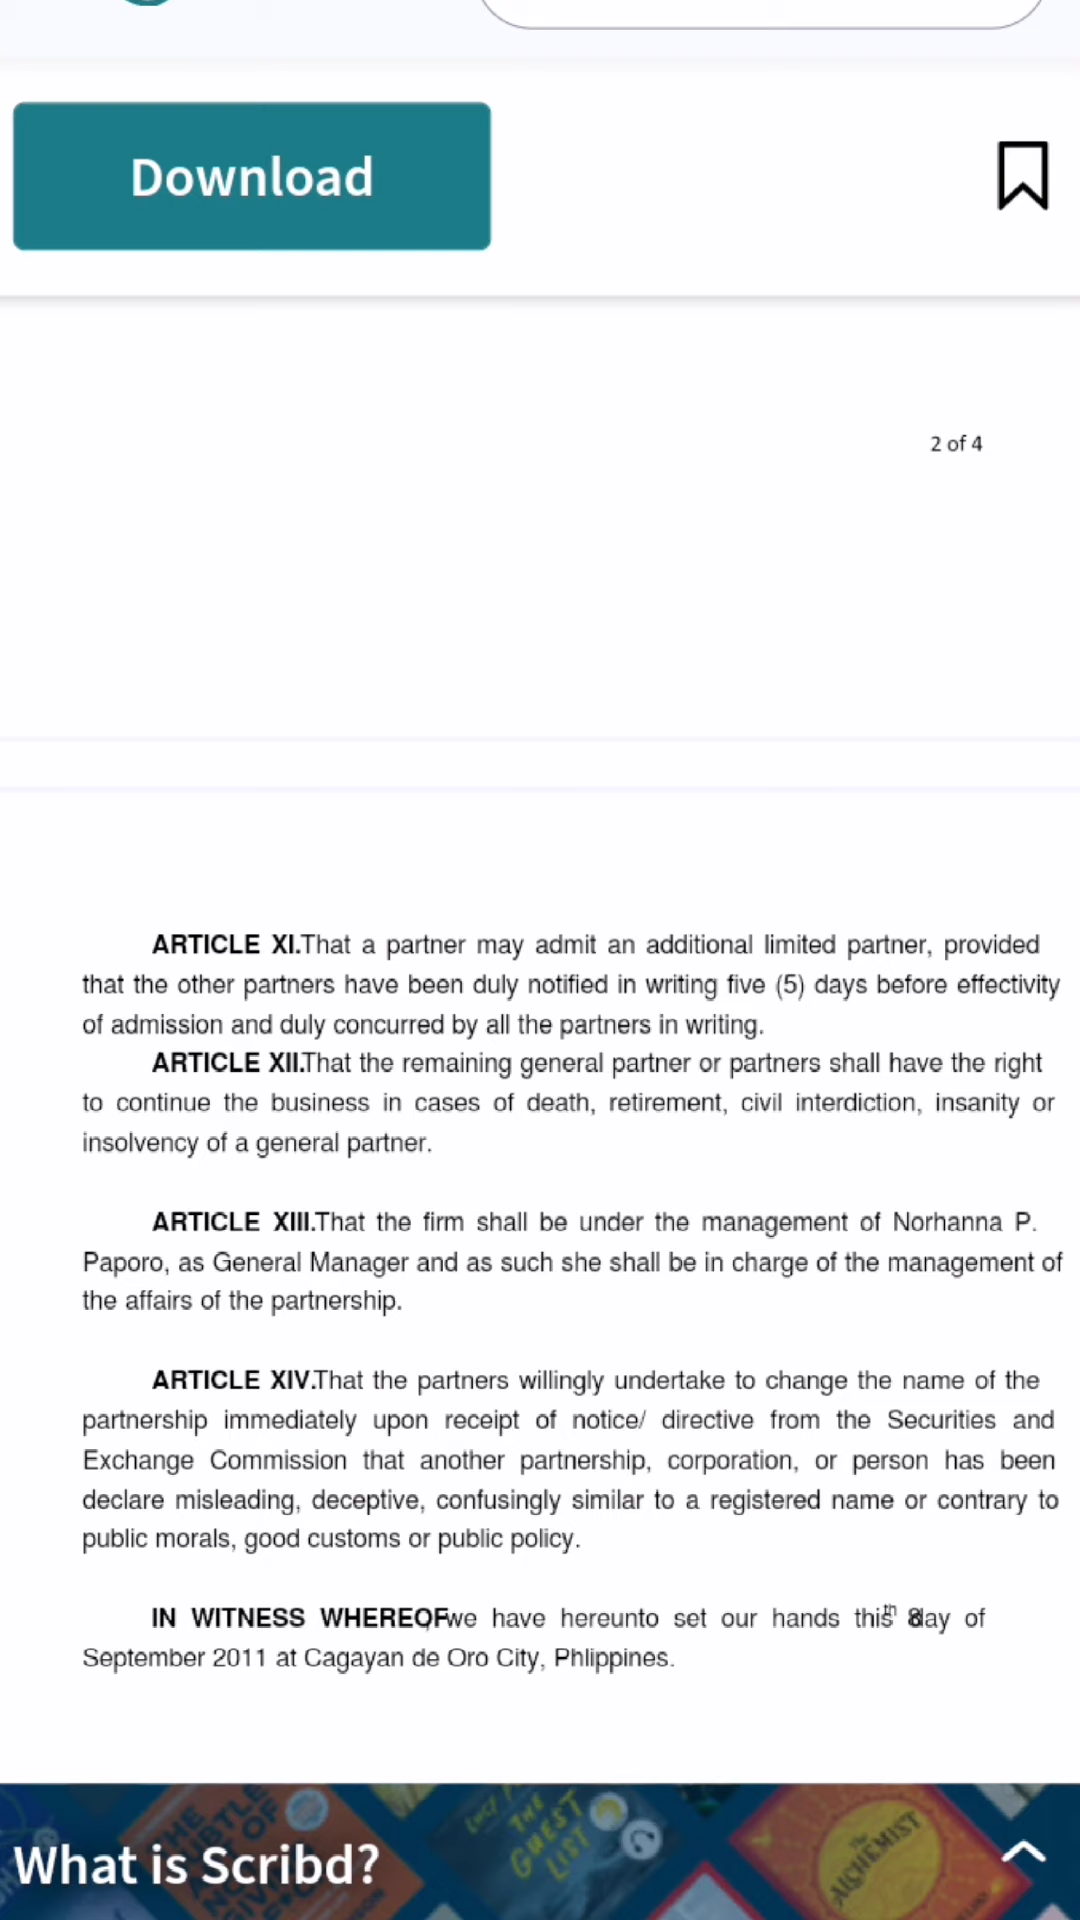 Download
2 of 4
ARTICLE XI.That a partner may admit an additional limited partner, provided
that the other partners have been duly notified in writing five (5) days before effectivity
of admission and duly concurred by all the partners in writing.
ARTICLE XII.That the remaining general partner or partners shall have the right
to continue the business in cases of death, retirement, civil interdiction, insanity or
insolvency of a general partner.
ARTICLE XIII.That the firm shall be under the management of Norhanna P.
Paporo, as General Manager and as such she shall be in charge of the management of
the affairs of the partnership.
ARTICLE XIV.That the partners willingly undertake to change the name of the
partnership immediately upon receipt of notice/ directive from the Securities and
Exchange Commission that another partnership, corporation, or person has been
declare misleading, deceptive, confusingly similar to a registered name or contrary to
public morals, good customs or public policy.
IN WITNESS WHEREOF, we have hereunto set our hands this 8th day of
September 2011 at Cagayan de Oro City, Phlippines.
THE GUEST LIST
The ALCHEMIST
What is Scribd?